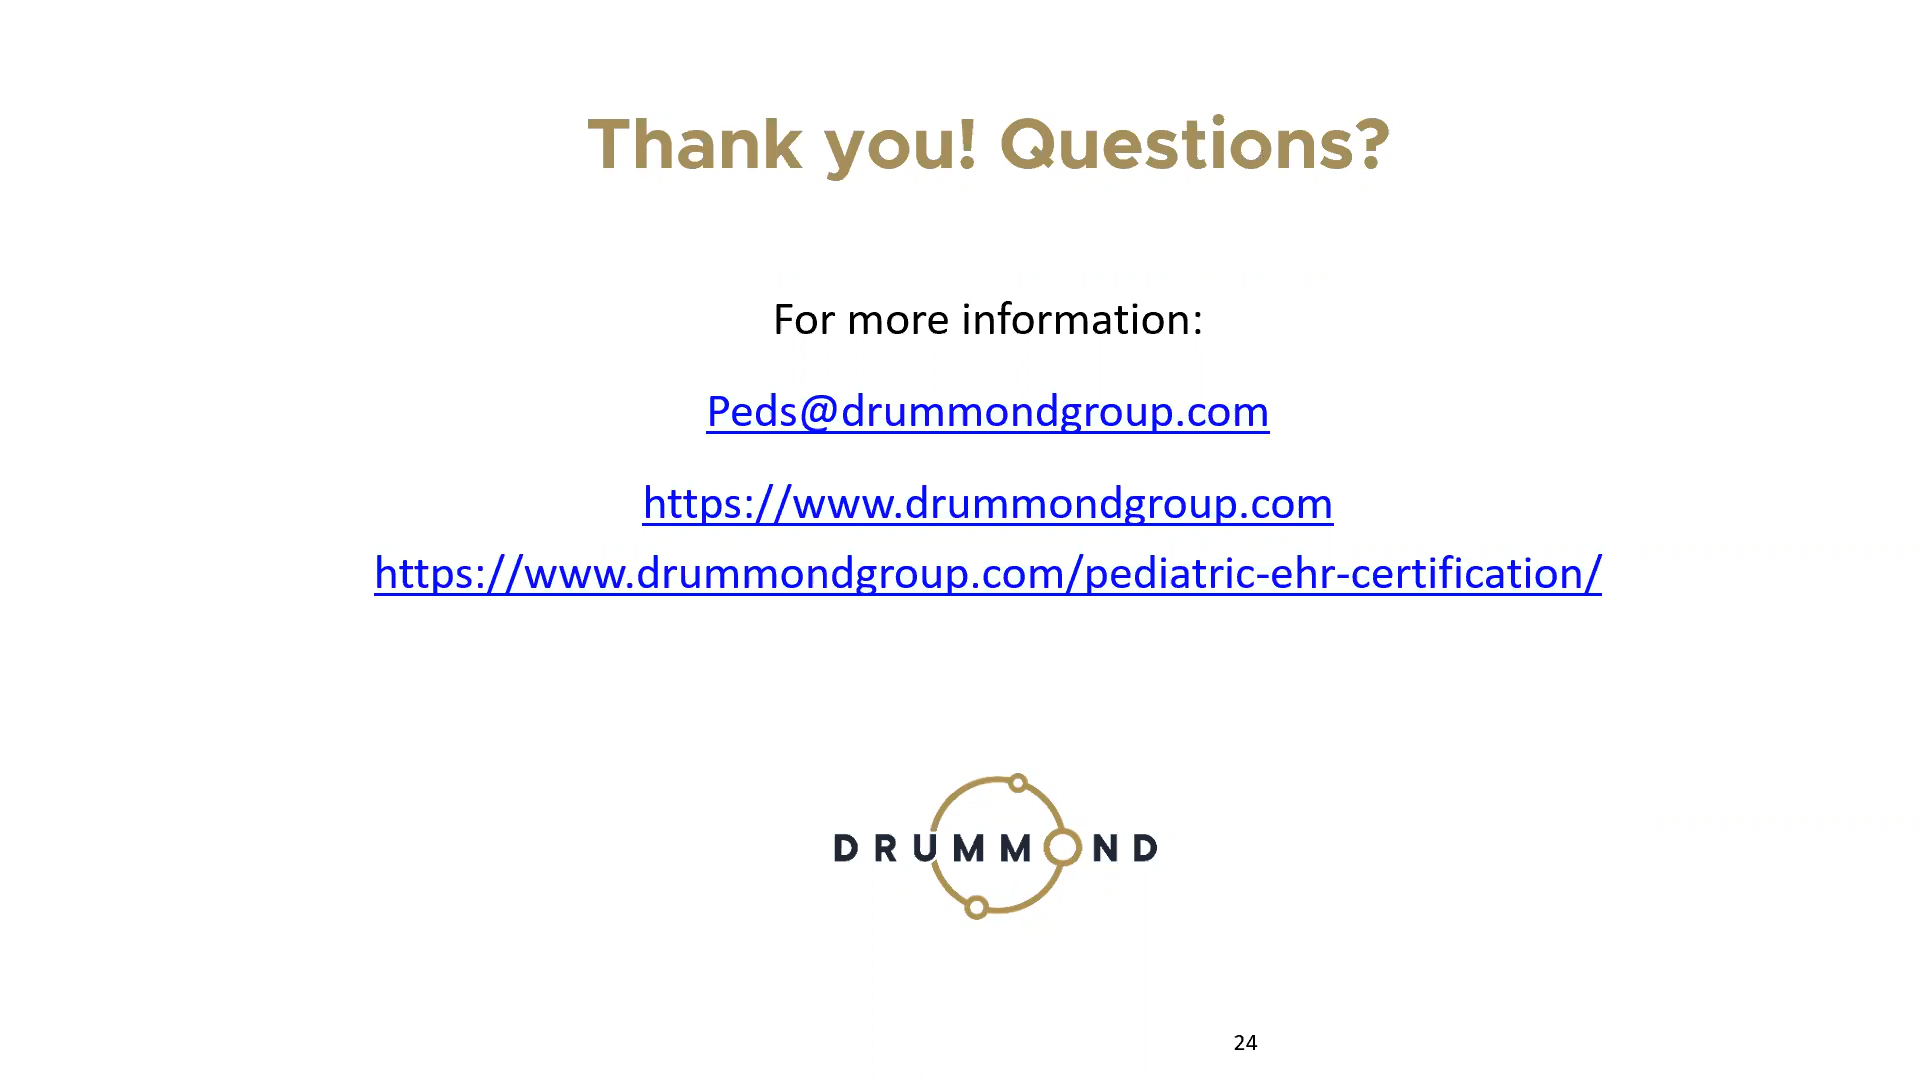 Thank you! Questions?
For more information:
Peds@drummondgroup.com
https://www.drummondgroup.com
https://www.drummondgroup.com/pediatric-ehr-certification/
DRUMMOND
24